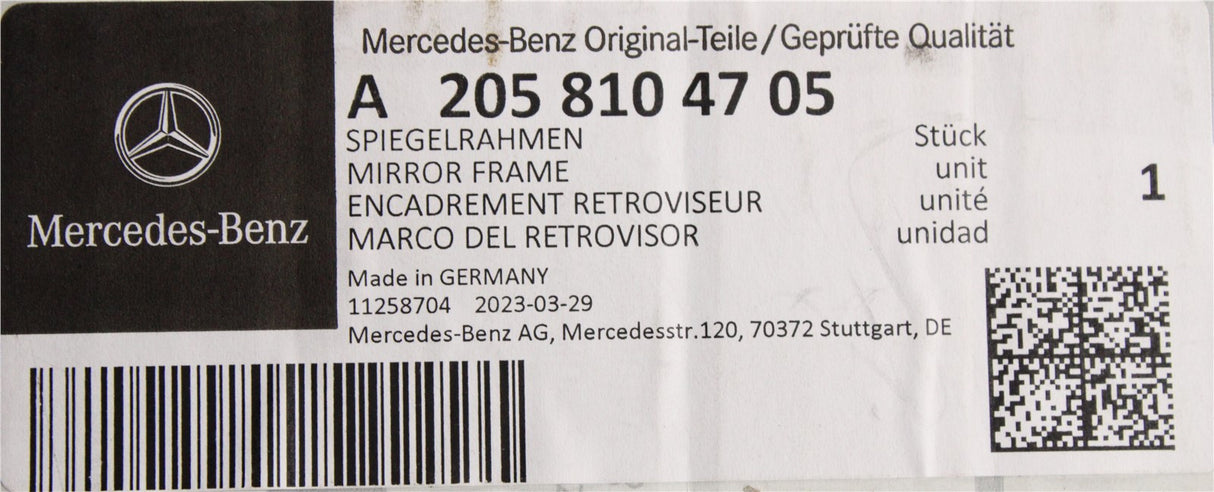 Mercedes-Benz
Mercedes-Benz Original-Teile/Geprüfte Qualität
A 205 810 47 05
SPIEGELRAHMEN Stück
MIRROR FRAME unit
ENCADREMENT RETROVISEUR unité
MARCO DEL RETROVISOR unidad
1
Made in GERMANY
11258704 2023-03-29
Mercedes-Benz AG, Mercedesstr.120, 70372 Stuttgart, DE